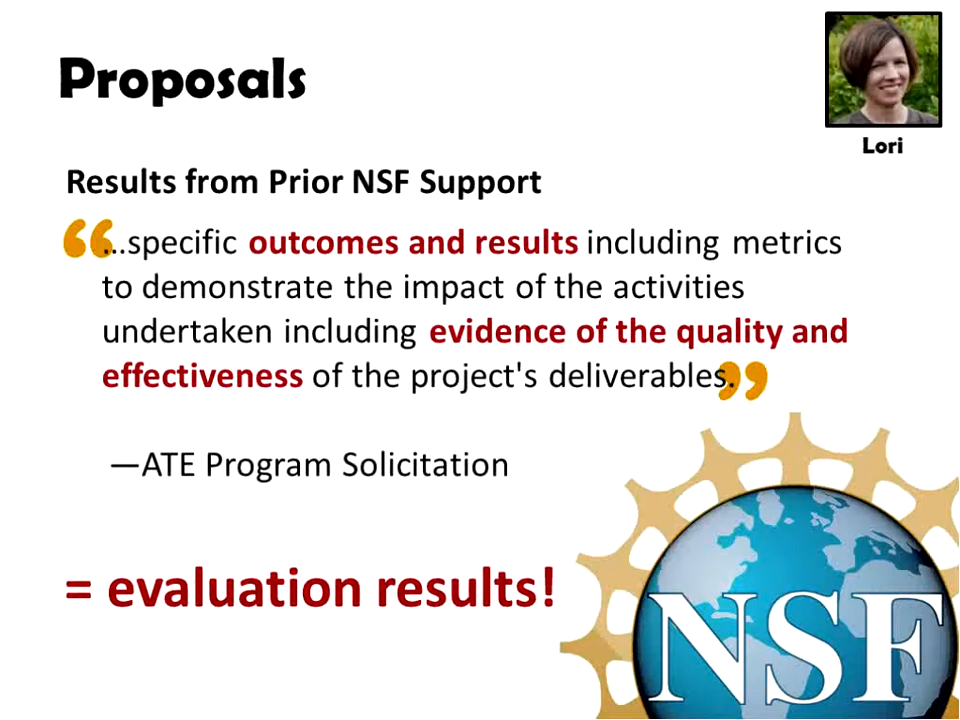 Proposals
Lori
Results from Prior NSF Support
“...specific outcomes and results including metrics
to demonstrate the impact of the activities
undertaken including evidence of the quality and
effectiveness of the project's deliverables.”
—ATE Program Solicitation
= evaluation results!
NSF